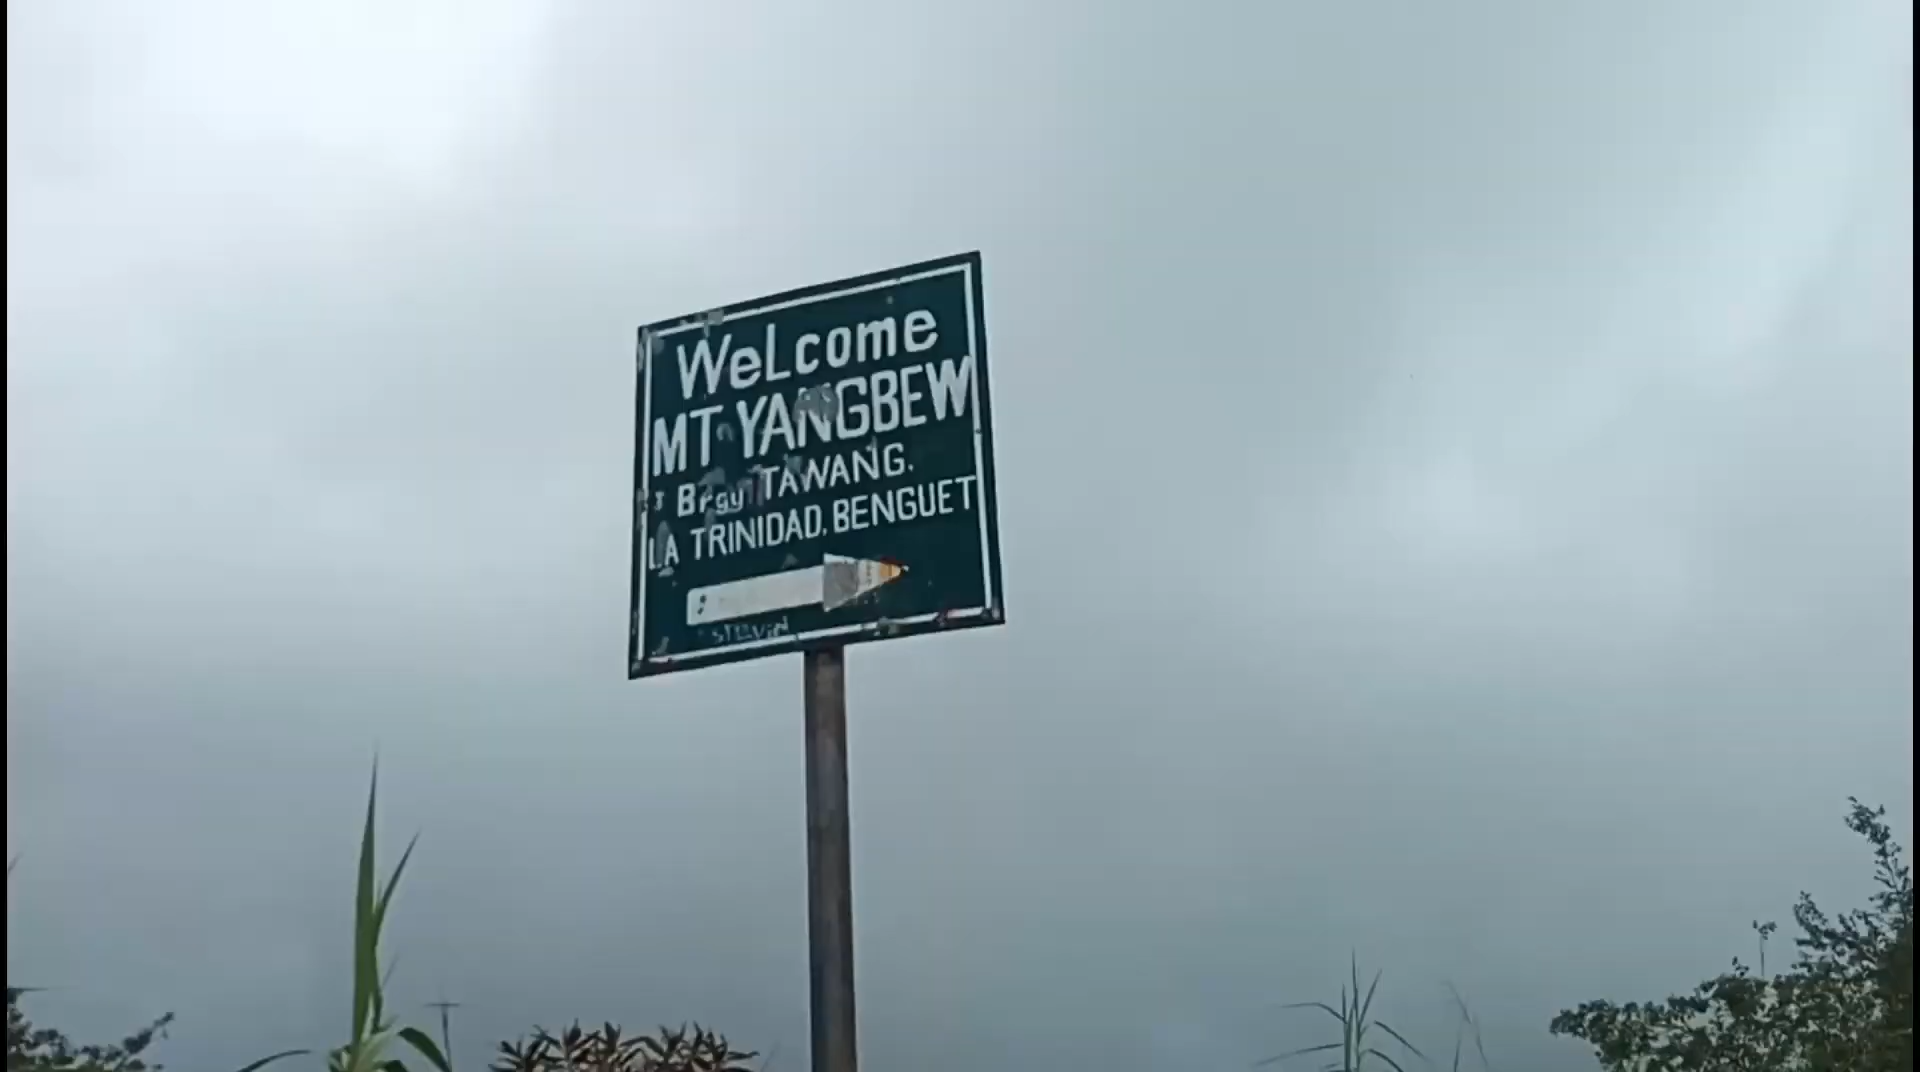 WeLcome
MT. YANGBEW
Brgy TAWANG.
LA TRINIDAD, BENGUET